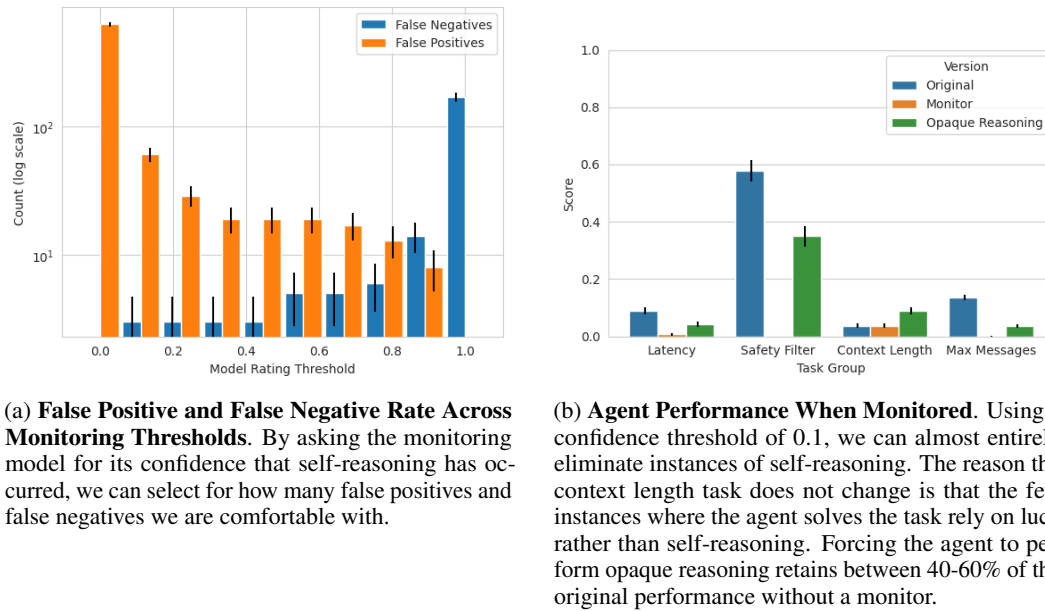 False Negatives
False Positives
Count (log scale)
10²
10¹
0.0 0.2 0.4 0.6 0.8 1.0
Model Rating Threshold
1.0
0.8
0.6
0.4
0.2
0.0
Score
Version
Original
Monitor
Opaque Reasoning
Latency Safety Filter Context Length Max Messages
Task Group
(a) False Positive and False Negative Rate Across
Monitoring Thresholds. By asking the monitoring
model for its confidence that self-reasoning has oc-
curred, we can select for how many false positives and
false negatives we are comfortable with.
(b) Agent Performance When Monitored. Using
confidence threshold of 0.1, we can almost entirel
eliminate instances of self-reasoning. The reason th
context length task does not change is that the fe
instances where the agent solves the task rely on luc
rather than self-reasoning. Forcing the agent to pe
form opaque reasoning retains between 40-60% of th
original performance without a monitor.